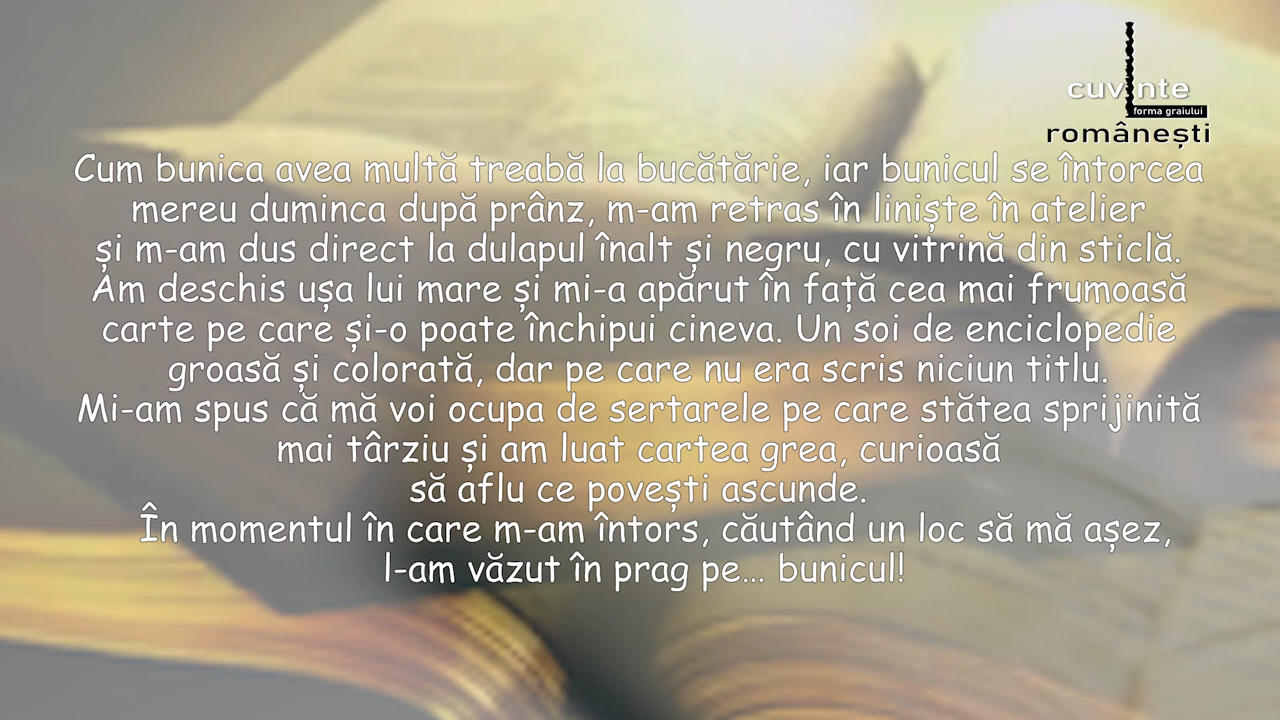 cuvinte
forma graiului
românești
Cum bunica avea multă treabă la bucătărie, iar bunicul se întorcea
mereu duminca după prânz, m-am retras în liniște în atelier
și m-am dus direct la dulapul înalt și negru, cu vitrină din sticlă.
Am deschis ușa lui mare și mi-a apărut în față cea mai frumoasă
carte pe care și-o poate închipui cineva. Un soi de enciclopedie
groasă și colorată, dar pe care nu era scris niciun titlu.
Mi-am spus că mă voi ocupa de sertarele pe care stătea sprijinită
mai târziu și am luat cartea grea, curioasă
să aflu ce povești ascunde.
În momentul în care m-am întors, căutând un loc să mă așez,
l-am văzut în prag pe... bunicul!